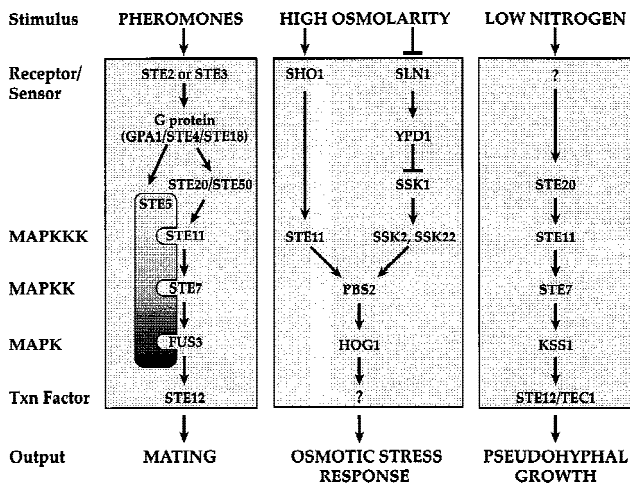 Stimulus PHEROMONES HIGH OSMOLARITY LOW NITROGEN
Receptor/ STE2 or STE3 SHO1 SLN1 ?
Sensor
G protein
(GPA1/STE4/STE18) YPD1
STE20/STE50 SSK1 STE20
STE5
MAPKKK STE11 STE11 SSK2, SSK22 STE11
MAPKK STE7 PBS2 STE7
MAPK FUS3 HOG1 KSS1
Txn Factor STE12 ? STE12/TEC1
Output MATING OSMOTIC STRESS PSEUDOHYPHAL
RESPONSE GROWTH